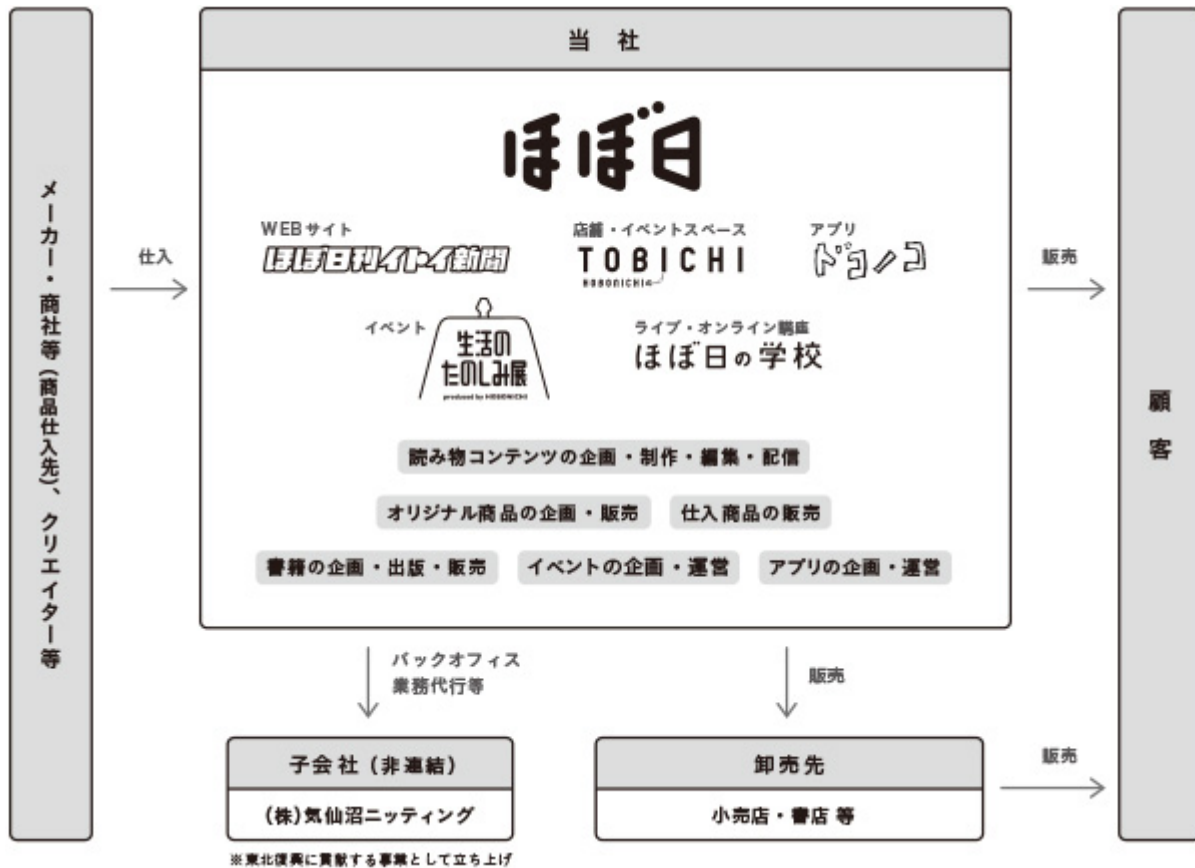 当社
ほぼ日
メーカー・商社等(商品仕入先)、クリエイター等
仕入
WEBサイト
ほぼ日刊イトイ新聞
店舗・イベントスペース
TOBICHI
HOBONICHI
アプリ
ドコノコ
販売
イベント
生活の
たのしみ展
produced by HOBONICHI
ライブ・オンライン講座
ほぼ日の学校
顧客
読み物コンテンツの企画・制作・編集・配信
オリジナル商品の企画・販売
仕入商品の販売
書籍の企画・出版・販売
イベントの企画・運営
アプリの企画・運営
バックオフィス
業務代行等
販売
子会社(非連結)
(株)気仙沼ニッティング
卸売先
小売店・書店 等
販売
※東北復興に貢献する事業として立ち上げ